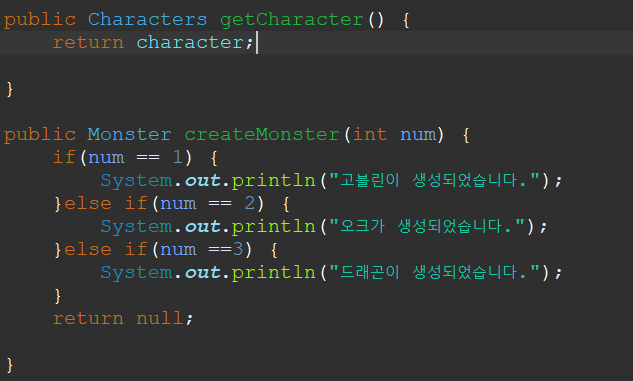 public Characters getCharacter() {
    return character;

}

public Monster createMonster(int num) {
    if(num == 1) {
        System.out.println("고블린이 생성되었습니다.");
    }else if(num == 2) {
        System.out.println("오크가 생성되었습니다.");
    }else if(num ==3) {
        System.out.println("드래곤이 생성되었습니다.");
    }
    return null;

}